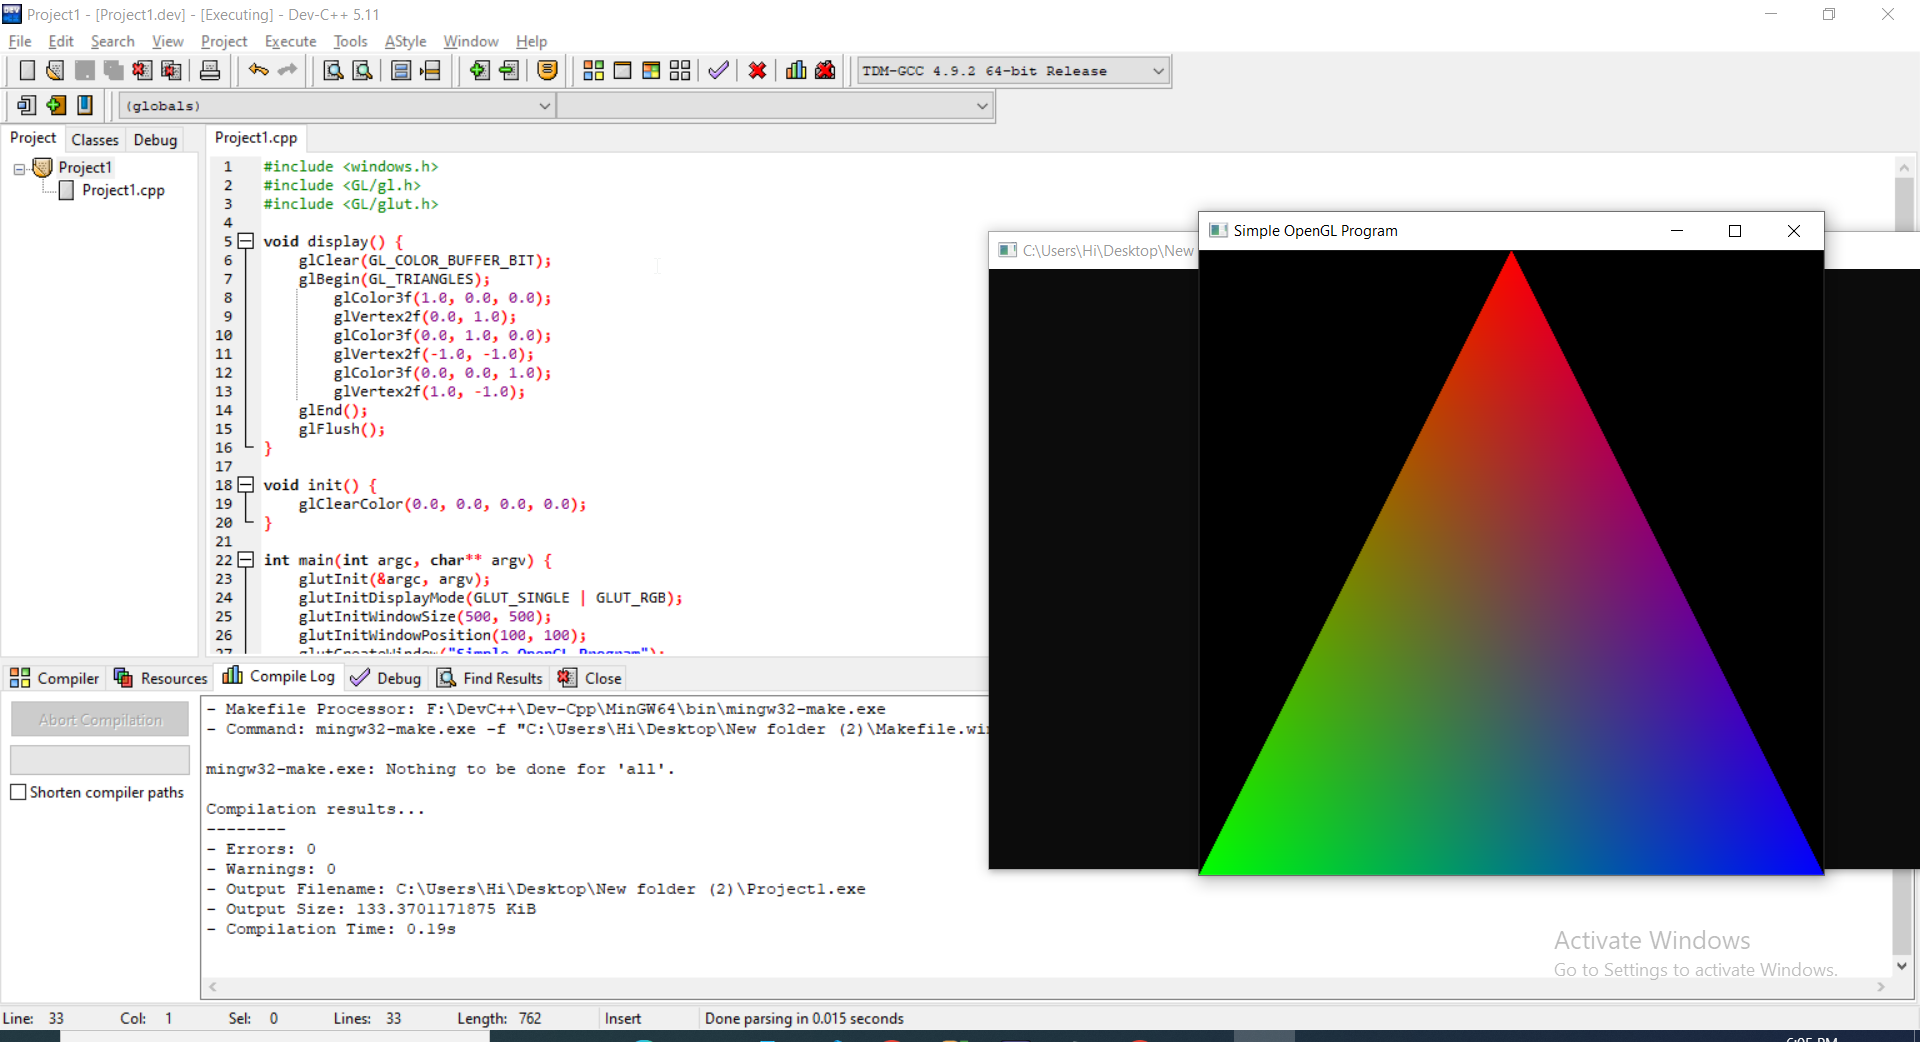 Project1 - [Project1.dev] - [Executing] - Dev-C++ 5.11
File Edit Search View Project Execute Tools AStyle Window Help
TDM-GCC 4.9.2 64-bit Release
(globals)
Project Classes Debug
Project1.cpp
Project1
Project1.cpp
1 #include <windows.h>
2 #include <GL/gl.h>
3 #include <GL/glut.h>
4
5 void display() {
6 glClear(GL_COLOR_BUFFER_BIT);
7 glBegin(GL_TRIANGLES);
8 glColor3f(1.0, 0.0, 0.0);
9 glVertex2f(0.0, 1.0);
10 glColor3f(0.0, 1.0, 0.0);
11 glVertex2f(-1.0, -1.0);
12 glColor3f(0.0, 0.0, 1.0);
13 glVertex2f(1.0, -1.0);
14 glEnd();
15 glFlush();
16 }
17
18 void init() {
19 glClearColor(0.0, 0.0, 0.0, 0.0);
20 }
21
22 int main(int argc, char** argv) {
23 glutInit(&argc, argv);
24 glutInitDisplayMode(GLUT_SINGLE | GLUT_RGB);
25 glutInitWindowSize(500, 500);
26 glutInitWindowPosition(100, 100);
27 glutCreateWindow("Simple OpenGL Program");
C:\Users\Hi\Desktop\New
Simple OpenGL Program
Compiler Resources Compile Log Debug Find Results Close
Abort Compilation
Shorten compiler paths
- Makefile Processor: F:\DevC++\Dev-Cpp\MinGW64\bin\mingw32-make.exe
- Command: mingw32-make.exe -f "C:\Users\Hi\Desktop\New folder (2)\Makefile.wi
mingw32-make.exe: Nothing to be done for 'all'.
Compilation results...
--------
- Errors: 0
- Warnings: 0
- Output Filename: C:\Users\Hi\Desktop\New folder (2)\Project1.exe
- Output Size: 133.3701171875 KiB
- Compilation Time: 0.19s
Activate Windows
Go to Settings to activate Windows.
Line: 33 Col: 1 Sel: 0 Lines: 33 Length: 762 Insert Done parsing in 0.015 seconds